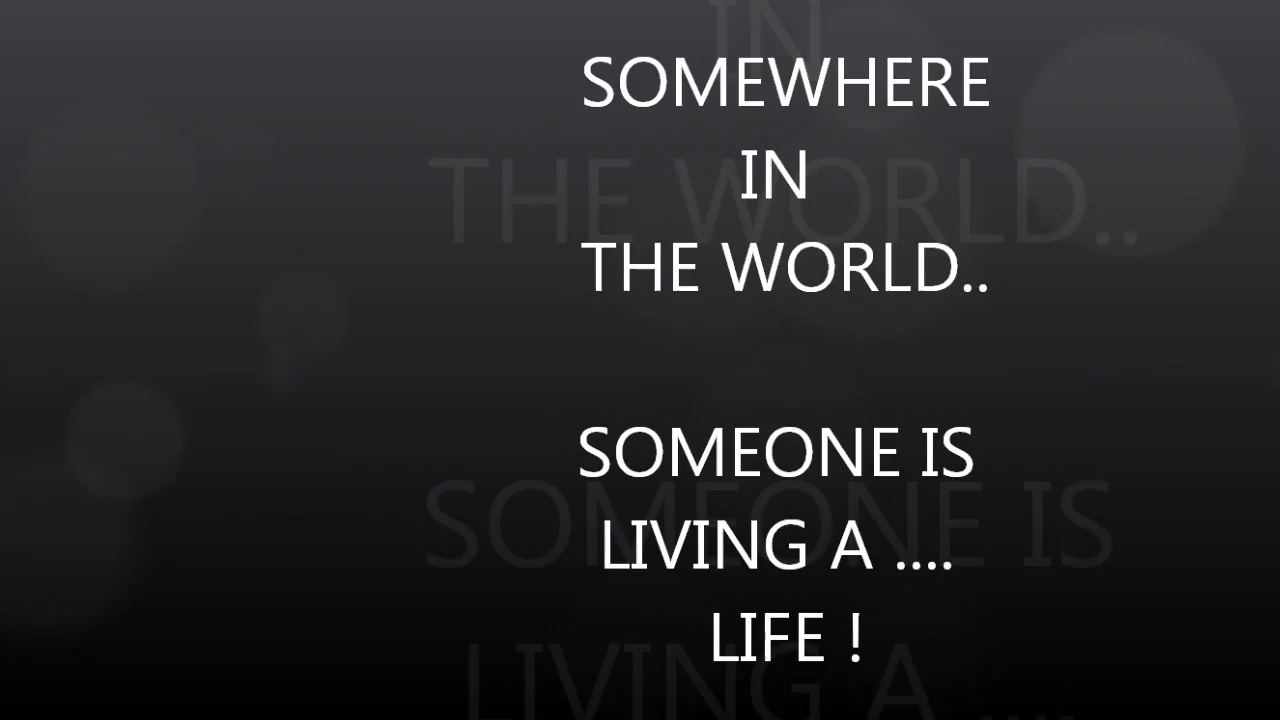 SOMEWHERE
IN
THE WORLD..
SOMEONE IS
LIVING A ....
LIFE !